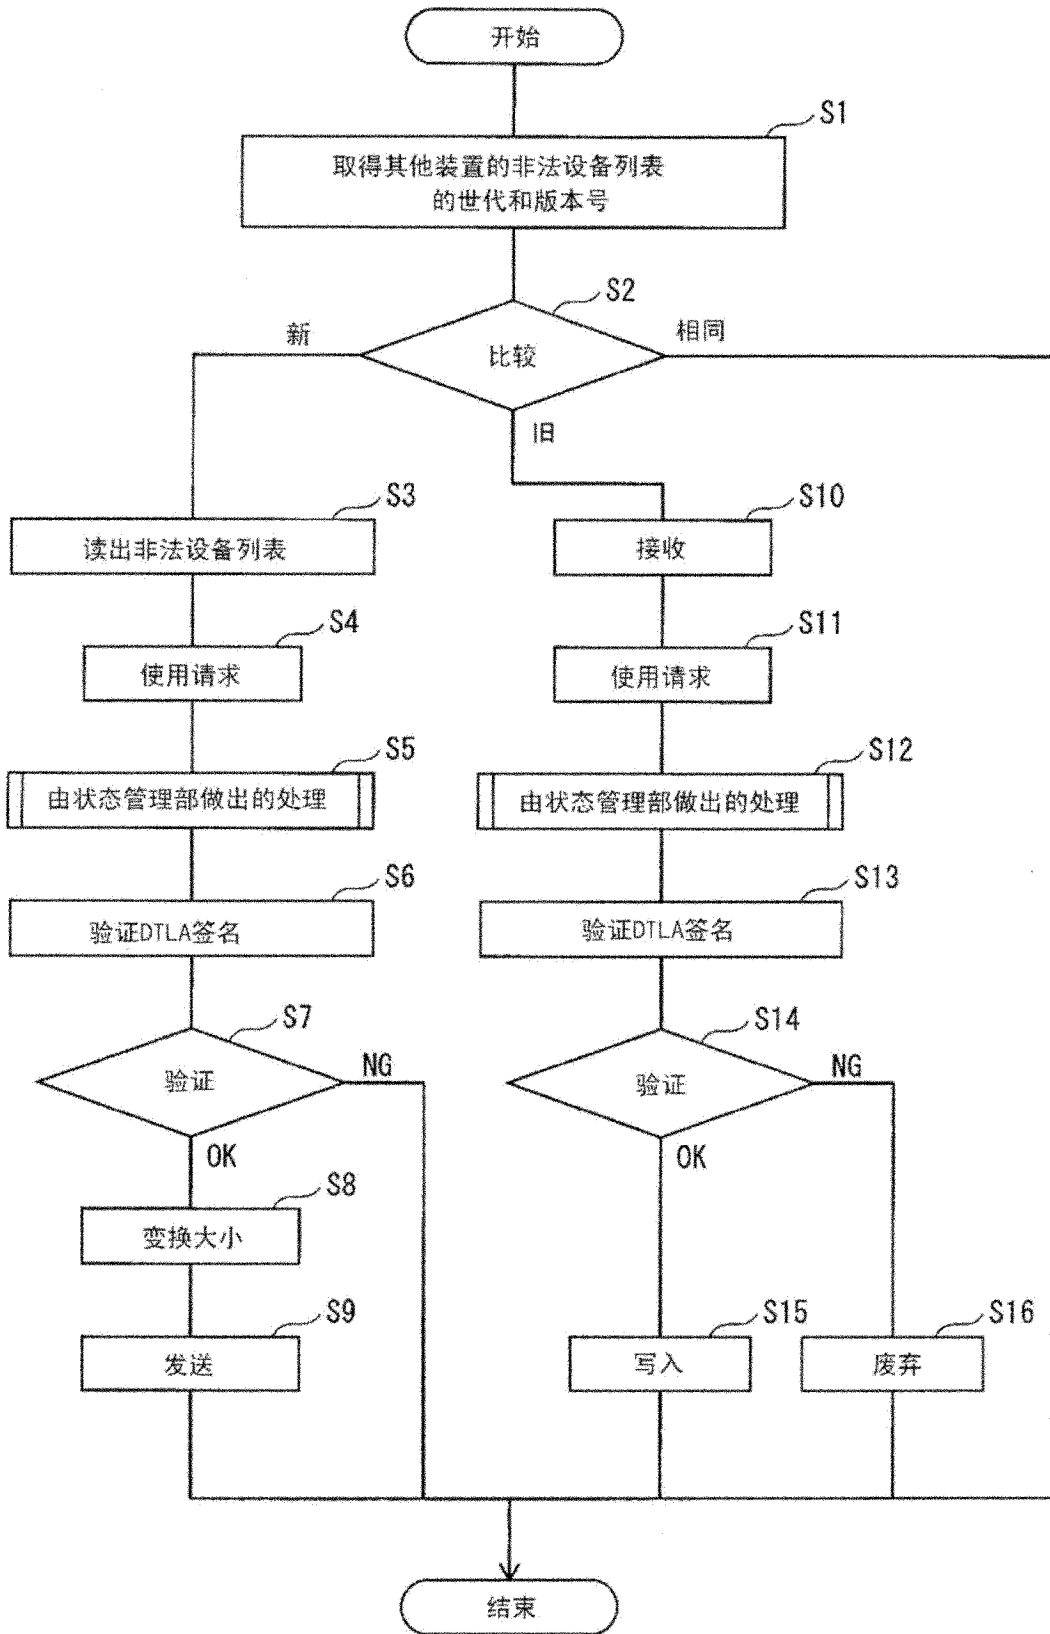 开始
S1
取得其他装置的非法设备列表
的世代和版本号
S2
新
比较
相同
旧
S3
S10
读出非法设备列表
接收
S4
S11
使用请求
使用请求
S5
S12
由状态管理部做出的处理
由状态管理部做出的处理
S6
S13
验证DTLA签名
验证DTLA签名
S7
S14
验证
NG
验证
NG
OK
OK
S8
变换大小
S9
S15
S16
发送
写入
废弃
结束